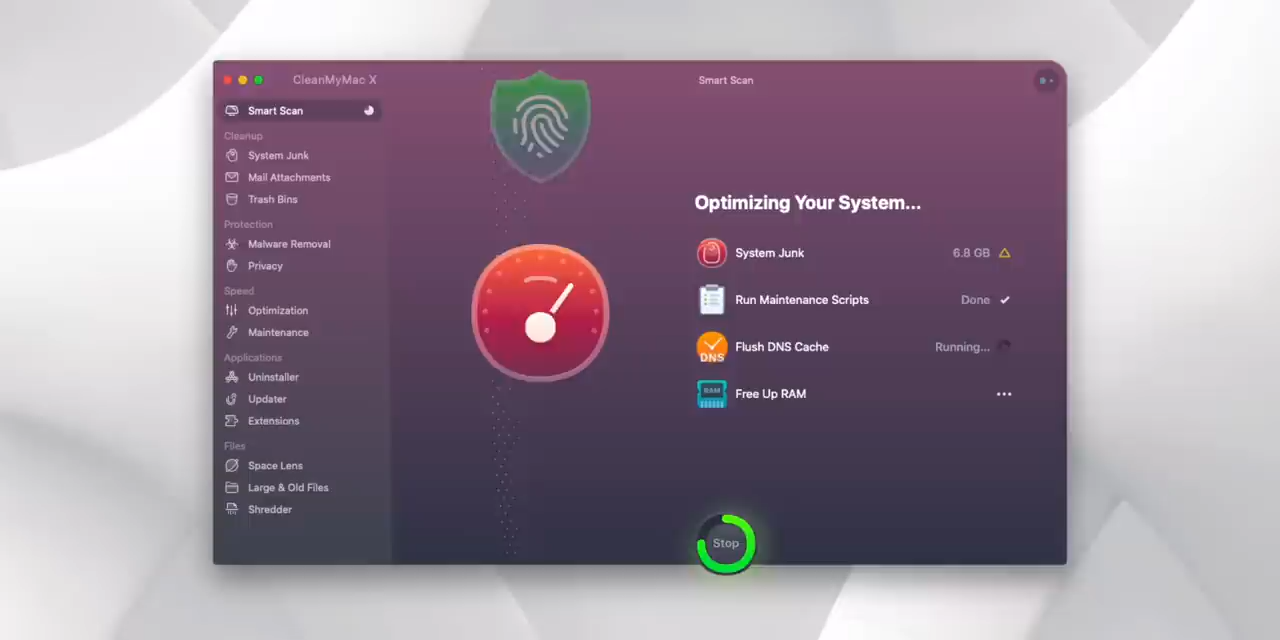 CleanMyMac X
Smart Scan
Smart Scan
Cleanup
System Junk
Mail Attachments
Trash Bins
Protection
Malware Removal
Privacy
Speed
Optimization
Maintenance
Applications
Uninstaller
Updater
Extensions
Files
Space Lens
Large & Old Files
Shredder
Optimizing Your System...
System Junk 6.8 GB
Run Maintenance Scripts Done
DNS
Flush DNS Cache Running...
RAM
Free Up RAM
Stop